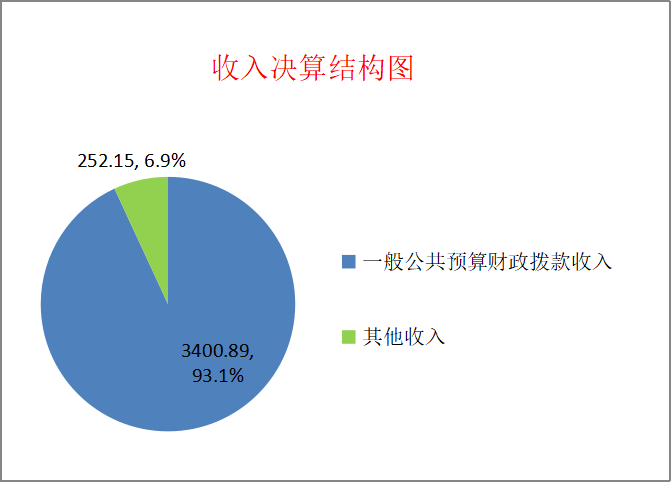 收入决算结构图
252.15, 6.9%
3400.89,
93.1%
一般公共预算财政拨款收入
其他收入